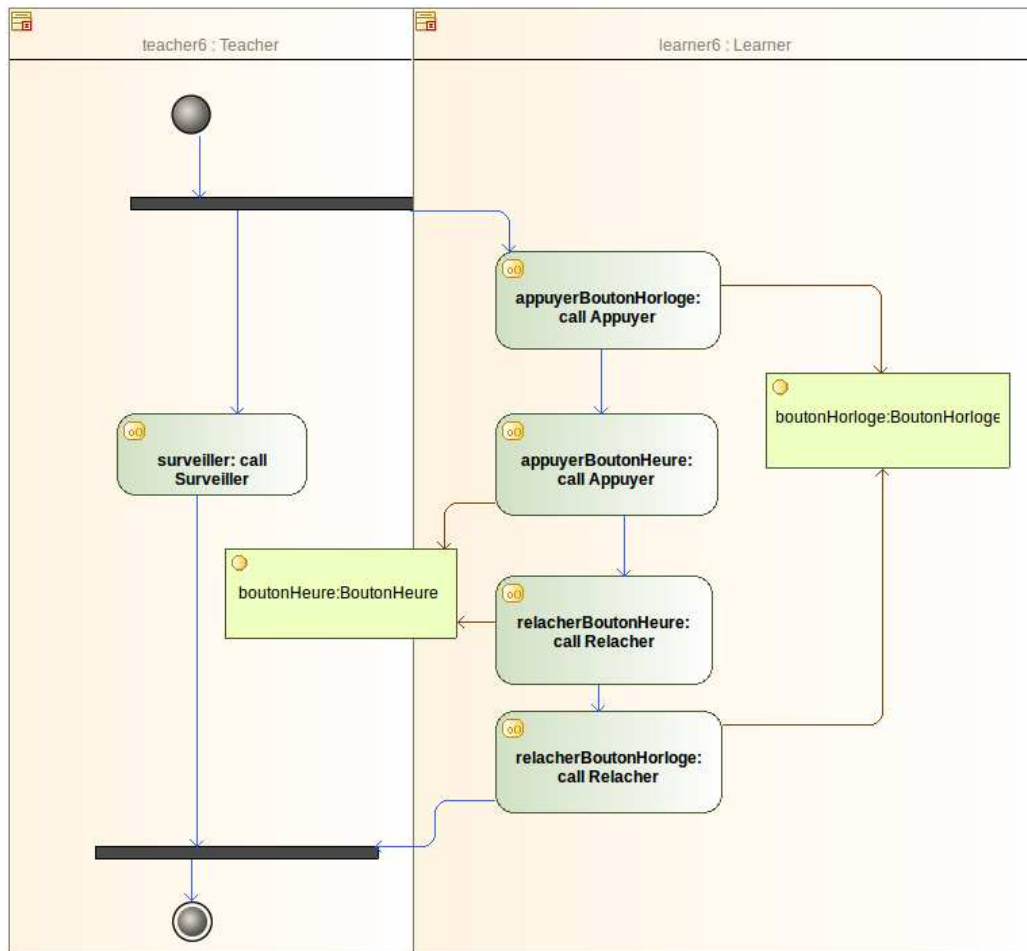 teacher6 : Teacher
learner6 : Learner
appuyerBoutonHorloge:
call Appuyer
boutonHorloge:BoutonHorloge
surveiller: call
Surveiller
appuyerBoutonHeure:
call Appuyer
boutonHeure:BoutonHeure
relacherBoutonHeure:
call Relacher
relacherBoutonHorloge:
call Relacher